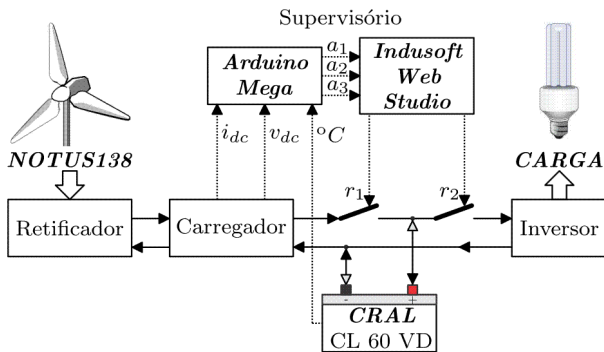 Supervisório
Arduino
Mega
a1
a2
a3
Indusoft
Web
Studio
idc
vdc
°C
NOTUS138
CARGA
r1
r2
Retificador
Carregador
Inversor
- +
CRAL
CL 60 VD